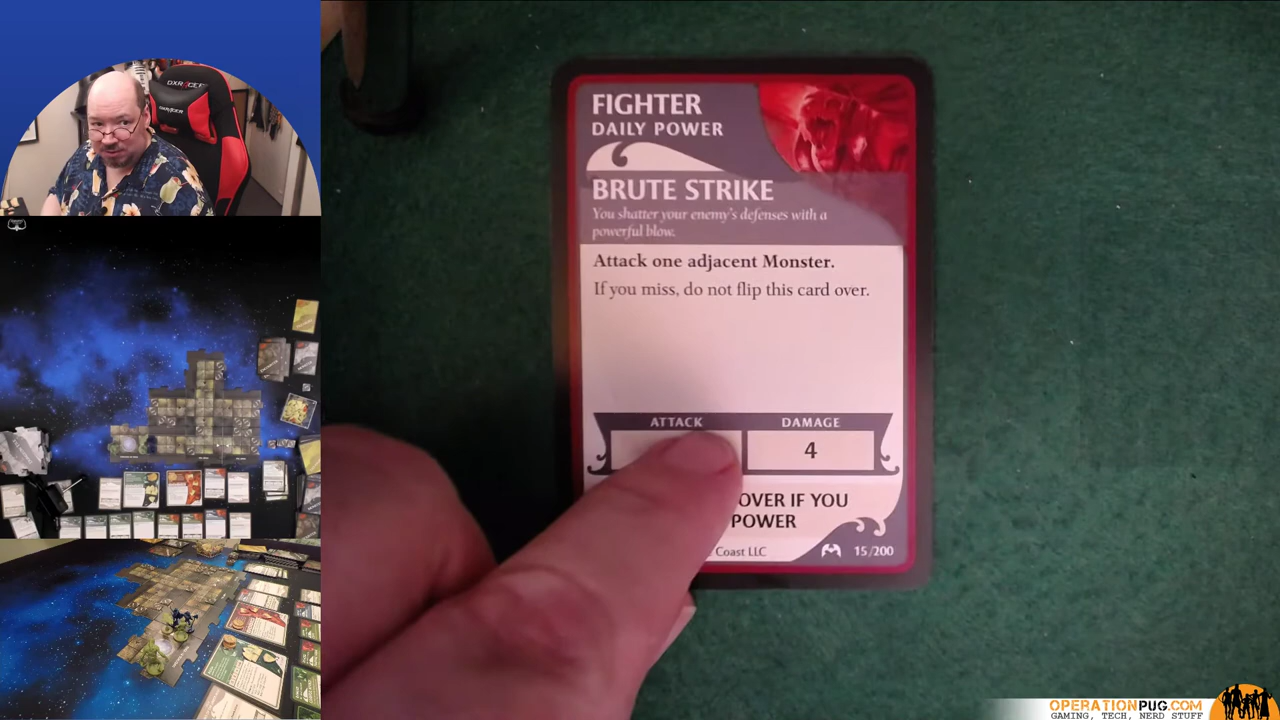 DXRACER
DXRACER
FIGHTER
DAILY POWER
BRUTE STRIKE
You shatter your enemy's defenses with a
powerful blow.
Attack one adjacent Monster.
If you miss, do not flip this card over.
ATTACK
DAMAGE
4
OVER IF YOU
POWER
Coast LLC
15/200
OPERATIONPUG.COM
GAMING, TECH, NERD STUFF